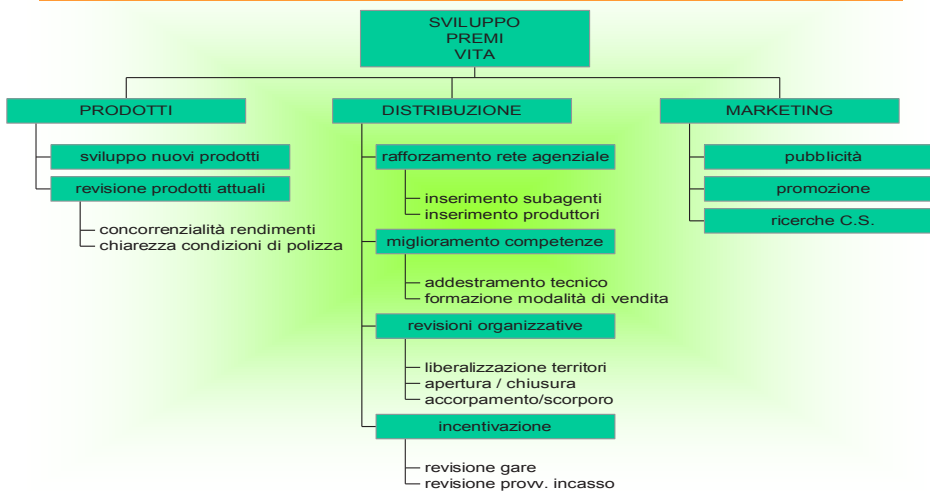 SVILUPPO
PREMI
VITA
PRODOTTI
sviluppo nuovi prodotti
revisione prodotti attuali
concorrenzialità rendimenti
chiarezza condizioni di polizza
DISTRIBUZIONE
rafforzamento rete agenziale
inserimento subagenti
inserimento produttori
miglioramento competenze
addestramento tecnico
formazione modalità di vendita
revisioni organizzative
liberalizzazione territori
apertura / chiusura
accorpamento/scorporo
incentivazione
revisione gare
revisione provv. incasso
MARKETING
pubblicità
promozione
ricerche C.S.